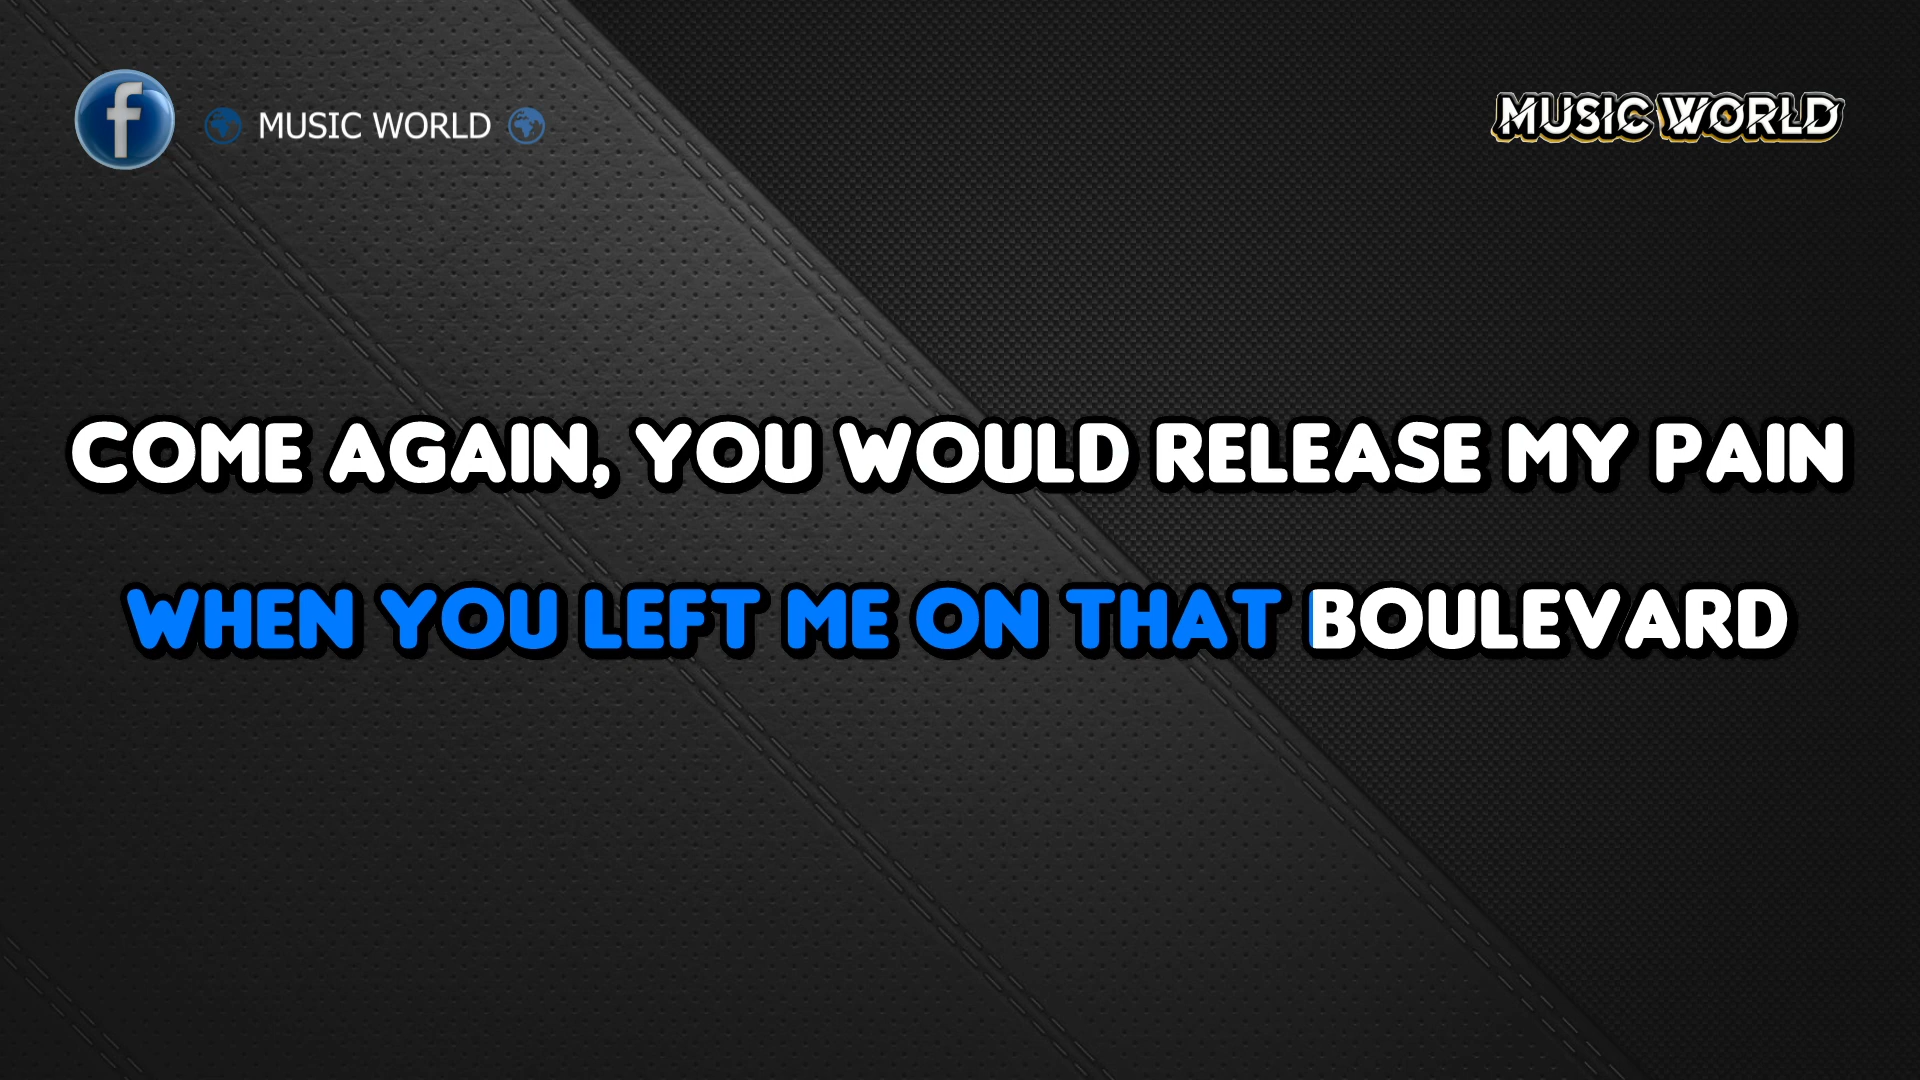 f
MUSIC WORLD
MUSIC WORLD
COME AGAIN, YOU WOULD RELEASE MY PAIN
WHEN YOU LEFT ME ON THAT BOULEVARD